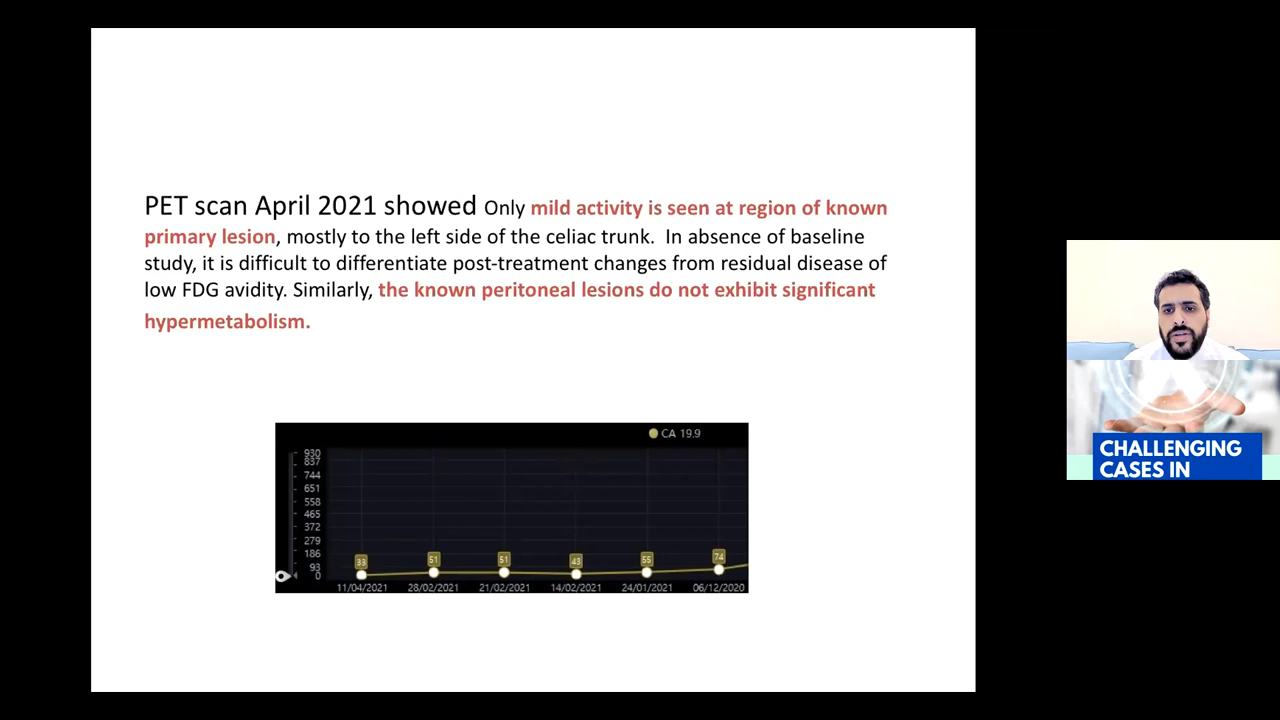 PET scan April 2021 showed Only mild activity is seen at region of known
primary lesion, mostly to the left side of the celiac trunk. In absence of baseline
study, it is difficult to differentiate post-treatment changes from residual disease of
low FDG avidity. Similarly, the known peritoneal lesions do not exhibit significant
hypermetabolism.
CA 19.9
930
837
744
651
558
465
372
279
186
93
0
33 51 51 43 55 74
11/04/2021 28/02/2021 21/02/2021 14/02/2021 24/01/2021 06/12/2020
CHALLENGING
CASES IN